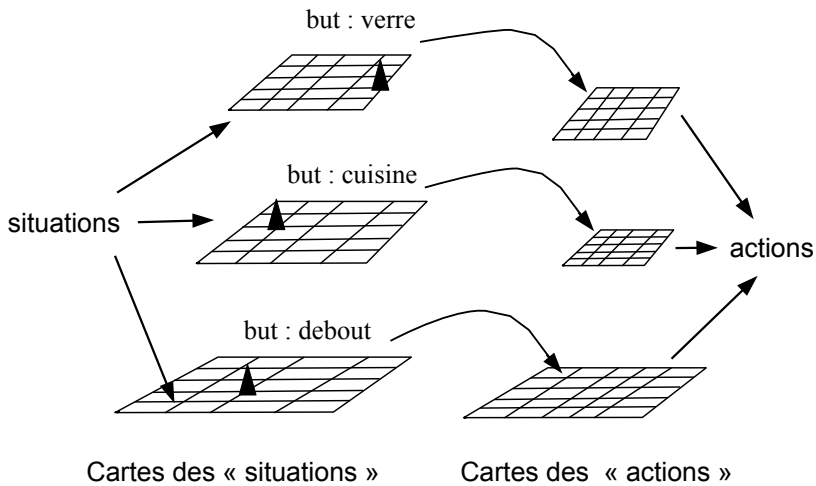 but : verre
but : cuisine
situations
actions
but : debout
Cartes des « situations »
Cartes des « actions »